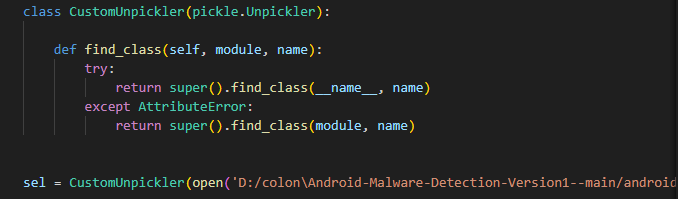 class CustomUnpickler(pickle.Unpickler):
def find_class(self, module, name):
try:
return super().find_class(__name__, name)
except AttributeError:
return super().find_class(module, name)
sel = CustomUnpickler(open('D:/colon\Android-Malware-Detection-Version1--main/android